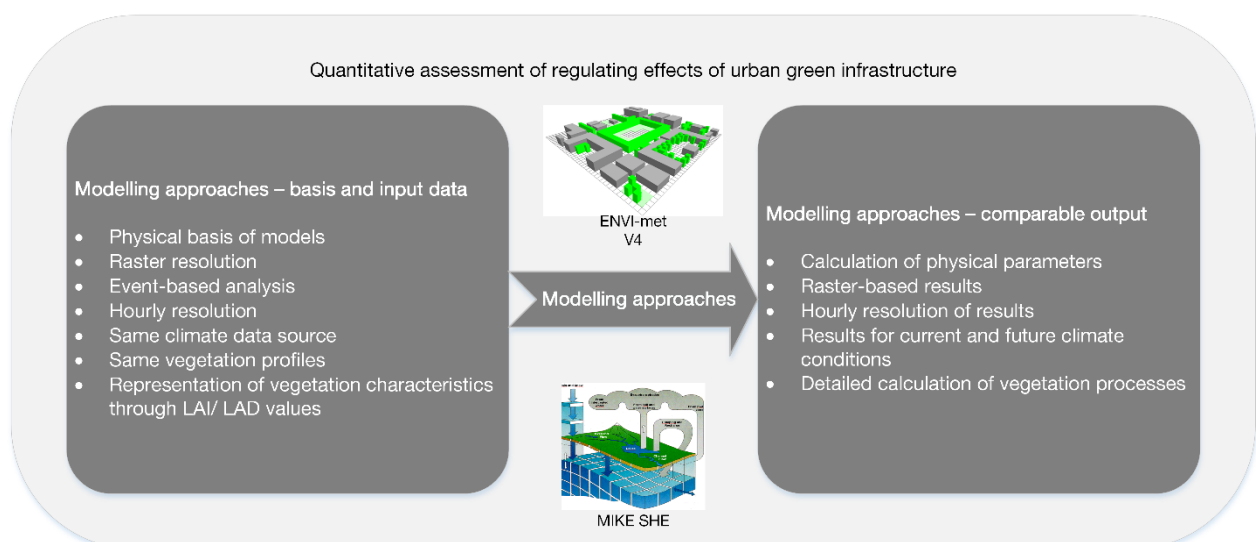 Quantitative assessment of regulating effects of urban green infrastructure
Modelling approaches – basis and input data
• Physical basis of models
• Raster resolution
• Event-based analysis
• Hourly resolution
• Same climate data source
• Same vegetation profiles
• Representation of vegetation characteristics
through LAI/ LAD values
ENVI-met
V4
Modelling approaches
MIKE SHE
Modelling approaches – comparable output
• Calculation of physical parameters
• Raster-based results
• Hourly resolution of results
• Results for current and future climate
conditions
• Detailed calculation of vegetation processes